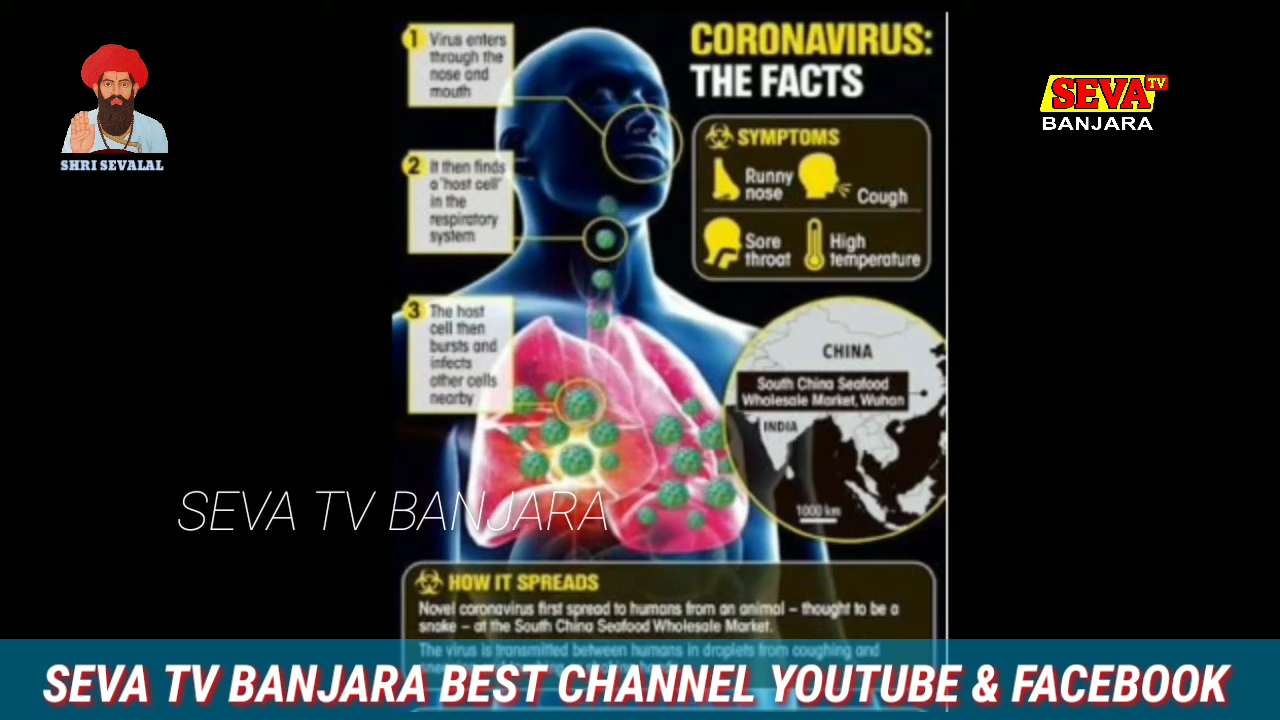 SHRI SEVALAL
1 Virus enters
through the
nose and
mouth
2 It then finds
a "host cell"
in the
respiratory
system
3 The host
cell then
bursts and
infects
other cells
nearby
CORONAVIRUS:
THE FACTS
SYMPTOMS
Runny
nose
Cough
Sore
throat
High
temperature
CHINA
South China Seafood
Wholesale Market, Wuhan
INDIA
1000 km
SEVA TV
BANJARA
SEVA TV BANJARA
HOW IT SPREADS
Novel coronavirus first spread to humans from an animal – thought to be a
snake – at the South China Seafood Wholesale Market.
The virus is transmitted between humans in droplets from coughing and
SEVA TV BANJARA BEST CHANNEL YOUTUBE & FACEBOOK